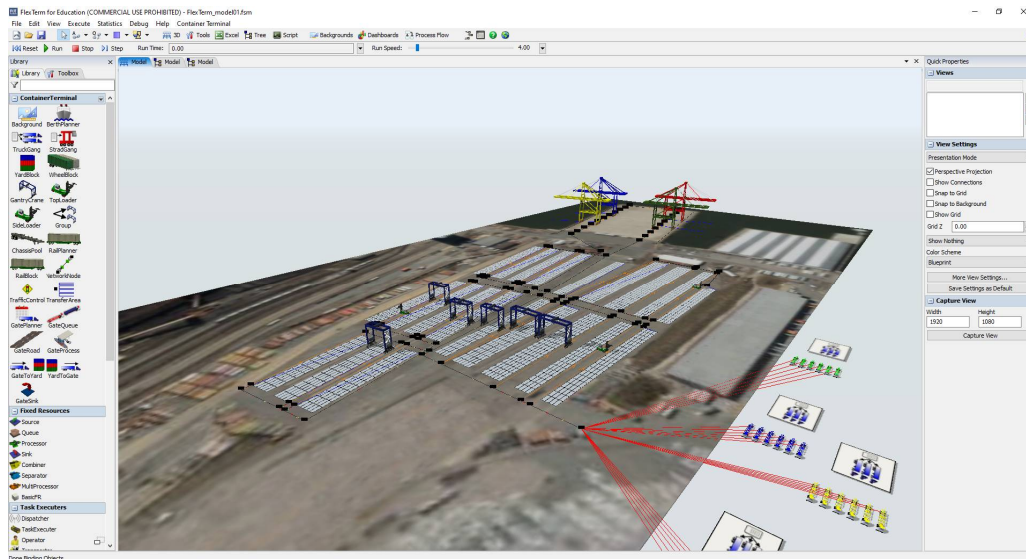 FlexTerm for Education (COMMERCIAL USE PROHIBITED) - FlexTerm_model01.fsm
File Edit View Execute Statistics Debug Help Container Terminal
3D Tools Excel Tree Script Backgrounds Dashboards Process Flow
Reset Run Stop Step Run Time: 0.00 Run Speed: 4.00
Library
Model Model Model
Quick Properties
Library Toolbox
Views
ContainerTerminal
Background BerthPlanner
TruckGang StradGang
YardBlock WheelBlock
GantryCrane TopLoader
SideLoader Group
ChassisPool RailPlanner
RailBlock NetworkNode
TrafficControl TransferArea
GatePlanner GateQueue
GateRoad GateProcess
GateToYard YardToGate
GateSink
Fixed Resources
Source
Queue
Processor
Sink
Combiner
Separator
MultiProcessor
BasicFR
Task Executers
Dispatcher
TaskExecuter
Operator
View Settings
Presentation Mode
Perspective Projection
Show Connections
Snap to Grid
Snap to Background
Show Grid
Grid Z 0.00
Show Nothing
Color Scheme
Blueprint
More View Settings...
Save Settings as Default
Capture View
Width Height
1920 1080
Capture View
Done Binding Objects